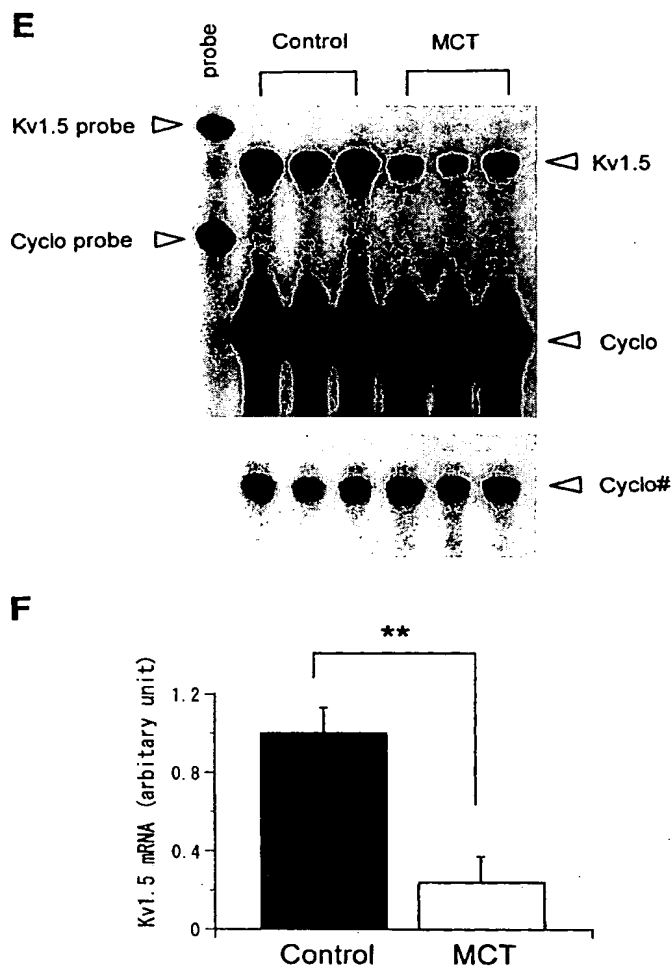 E
probe
Control
MCT
Kv1.5 probe
Kv1.5
Cyclo probe
Cyclo
Cyclo#
F
**
Kv1.5 mRNA (arbitary unit)
1.2
0.8
0.4
0
Control
MCT